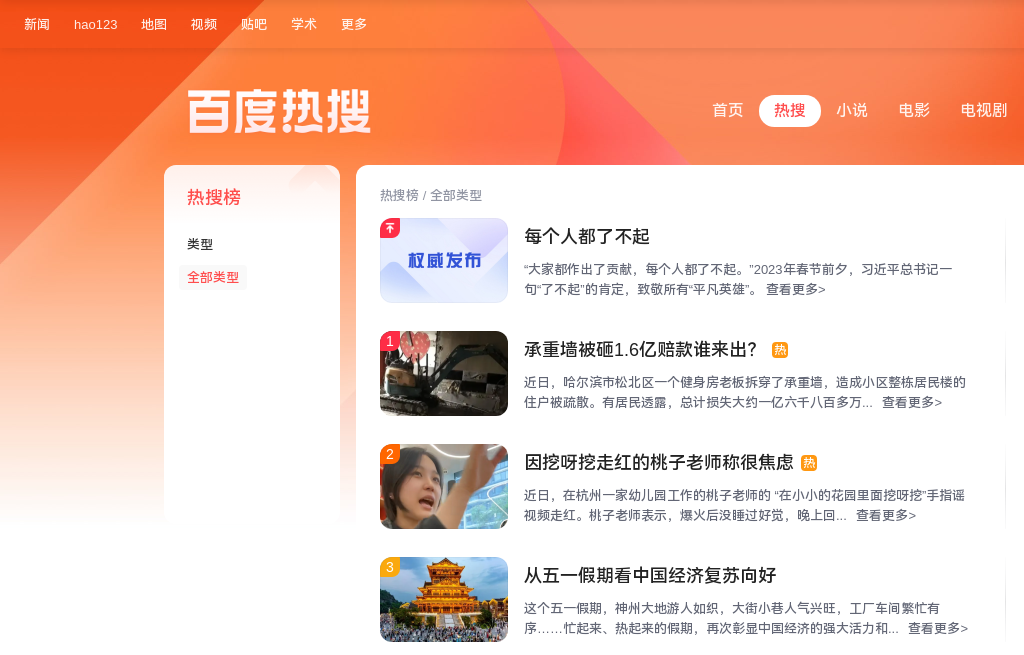 新闻 hao123 地图 视频 贴吧 学术 更多
百度热搜
首页 热搜 小说 电影 电视剧
热搜榜
类型
全部类型
热搜榜 / 全部类型
权威发布
每个人都了不起
“大家都作出了贡献，每个人都了不起。”2023年春节前夕，习近平总书记一
句“了不起”的肯定，致敬所有“平凡英雄”。 查看更多>
1
承重墙被砸1.6亿赔款谁来出? 热
近日，哈尔滨市松北区一个健身房老板拆穿了承重墙，造成小区整栋居民楼的
住户被疏散。有居民透露，总计损失大约一亿六千八百多万... 查看更多>
2
因挖呀挖走红的桃子老师称很焦虑 热
近日，在杭州一家幼儿园工作的桃子老师的 “在小小的花园里面挖呀挖”手指谣
视频走红。桃子老师表示，爆火后没睡过好觉，晚上回... 查看更多>
3
从五一假期看中国经济复苏向好
这个五一假期，神州大地游人如织，大街小巷人气兴旺，工厂车间繁忙有
序……忙起来、热起来的假期，再次彰显中国经济的强大活力和... 查看更多>